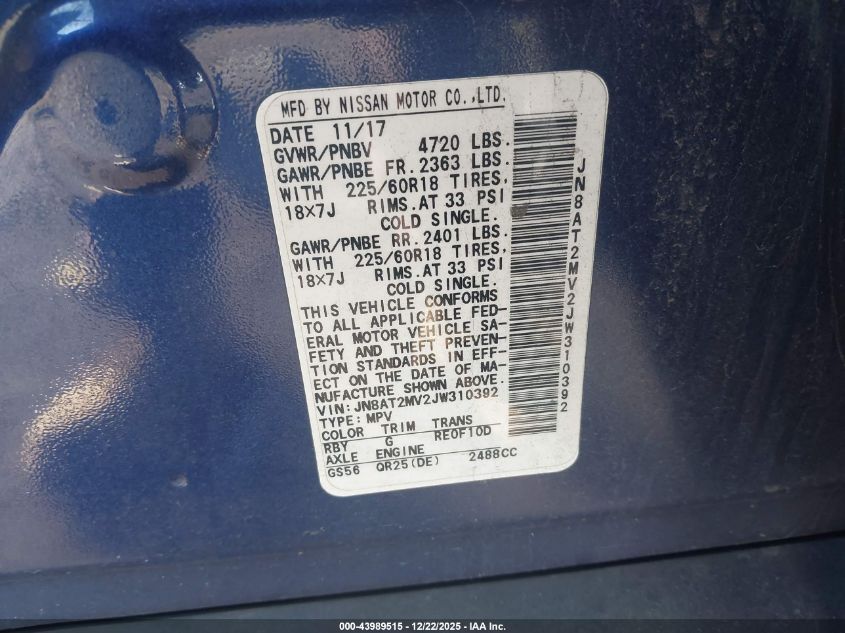 MFD BY NISSAN MOTOR CO.,LTD.
DATE 11/17
GVWR/PNBV 4720 LBS.
GAWR/PNBE FR. 2363 LBS.
WITH 225/60R18 TIRES,
18X7J RIMS.AT 33 PSI
COLD SINGLE.
GAWR/PNBE RR. 2401 LBS.
WITH 225/60R18 TIRES,
18X7J RIMS.AT 33 PSI
COLD SINGLE.
THIS VEHICLE CONFORMS
TO ALL APPLICABLE FED-
ERAL MOTOR VEHICLE SA-
FETY AND THEFT PREVEN-
TION STANDARDS IN EFF-
ECT ON THE DATE OF MA-
NUFACTURE SHOWN ABOVE.
VIN: JN8AT2MV2JW310392
TYPE: MPV
COLOR TRIM TRANS
RBY G RE0F10D
AXLE ENGINE
GS56 QR25(DE) 2488CC
JN8AT2MV2JW310392
000-43989515 - 12/22/2025 - IAA Inc.